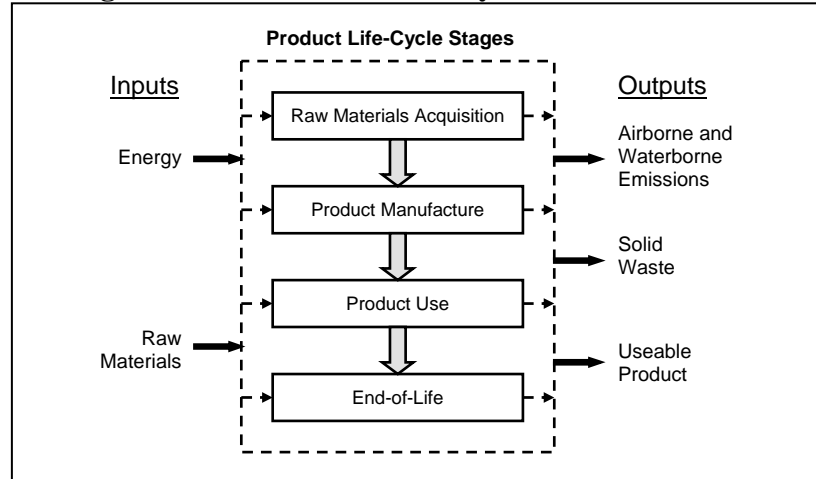 Product Life-Cycle Stages
Inputs
Outputs
Raw Materials Acquisition
Energy
Airborne and
Waterborne
Emissions
Product Manufacture
Solid
Waste
Product Use
Raw
Materials
Useable
Product
End-of-Life